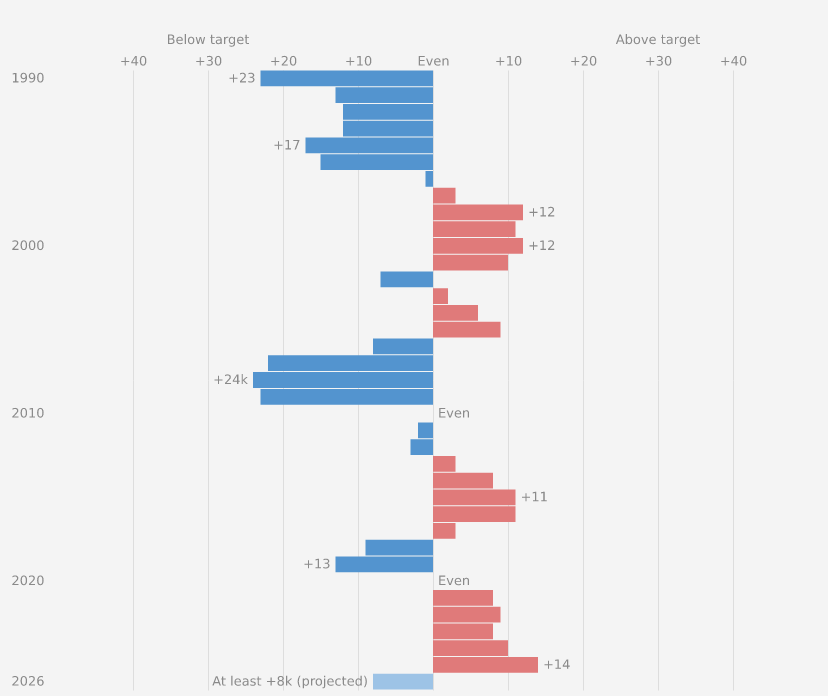 Below target Above target
+40 +30 +20 +10 Even +10 +20 +30 +40
1990 +23
+17
+12
2000 +12
+24k
2010 Even
+11
+13
2020 Even
+14
2026 At least +8k (projected)